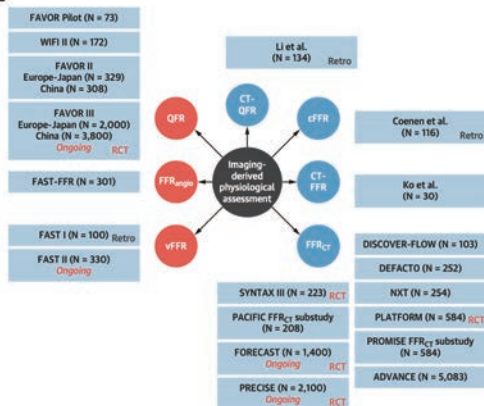 FAVOR Pilot (N = 73)
WIFI II (N = 172)
FAVOR II
Europe-Japan (N = 329)
China (N = 308)
FAVOR III
Europe-Japan (N = 2,000)
China (N = 3,800)
Ongoing RCT
FAST-FFR (N = 301)
FAST I (N = 100) Retro
FAST II (N = 330)
Ongoing
Li et al.
(N = 134) Retro
QFR
CT-
QFR
cFFR
FFRangio
Imaging-
derived
physiological
assessment
CT-
FFR
vFFR
FFRCT
Coenen et al.
(N = 116) Retro
Ko et al.
(N = 30)
SYNTAX III (N = 223) RCT
PACIFIC FFRCT substudy
(N = 208)
FORECAST (N = 1,400)
Ongoing RCT
PRECISE (N = 2,100)
Ongoing RCT
DISCOVER-FLOW (N = 103)
DEFACTO (N = 252)
NXT (N = 254)
PLATFORM (N = 584) RCT
PROMISE FFRCT substudy
(N = 584)
ADVANCE (N = 5,083)